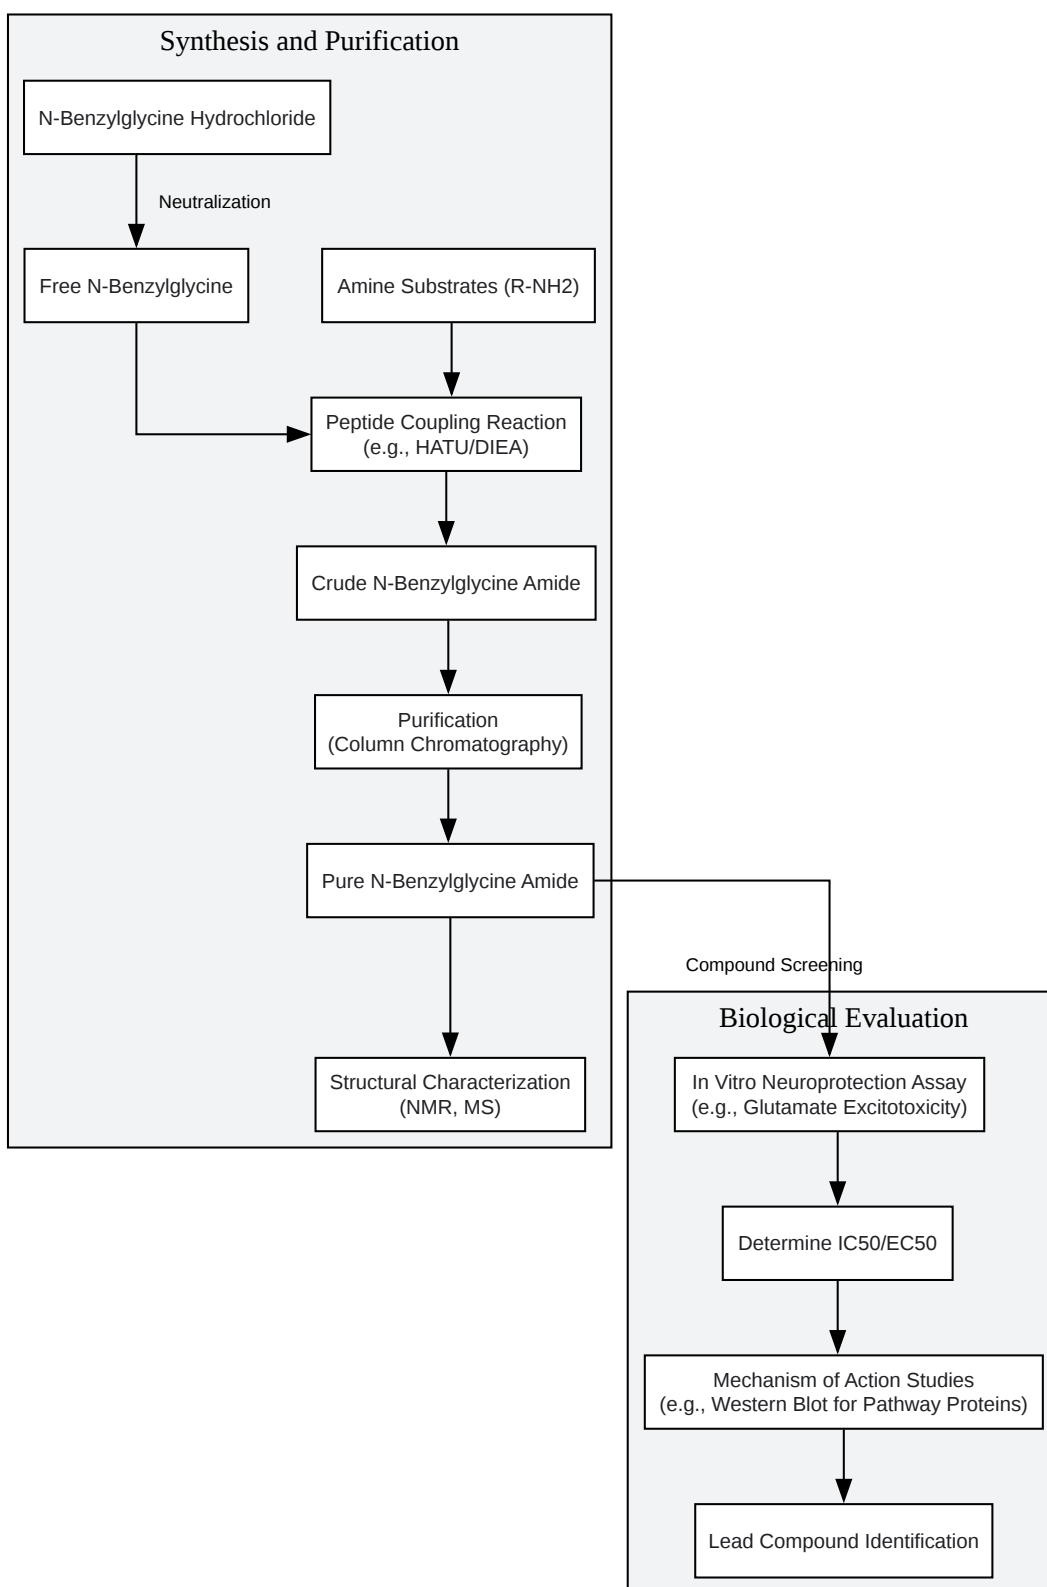 Synthesis and Purification
N-Benzylglycine Hydrochloride
Neutralization
Free N-Benzylglycine
Amine Substrates (R-NH2)
Peptide Coupling Reaction
(e.g., HATU/DIEA)
Crude N-Benzylglycine Amide
Purification
(Column Chromatography)
Pure N-Benzylglycine Amide
Compound Screening
Structural Characterization
(NMR, MS)
Biological Evaluation
In Vitro Neuroprotection Assay
(e.g., Glutamate Excitotoxicity)
Determine IC50/EC50
Mechanism of Action Studies
(e.g., Western Blot for Pathway Proteins)
Lead Compound Identification